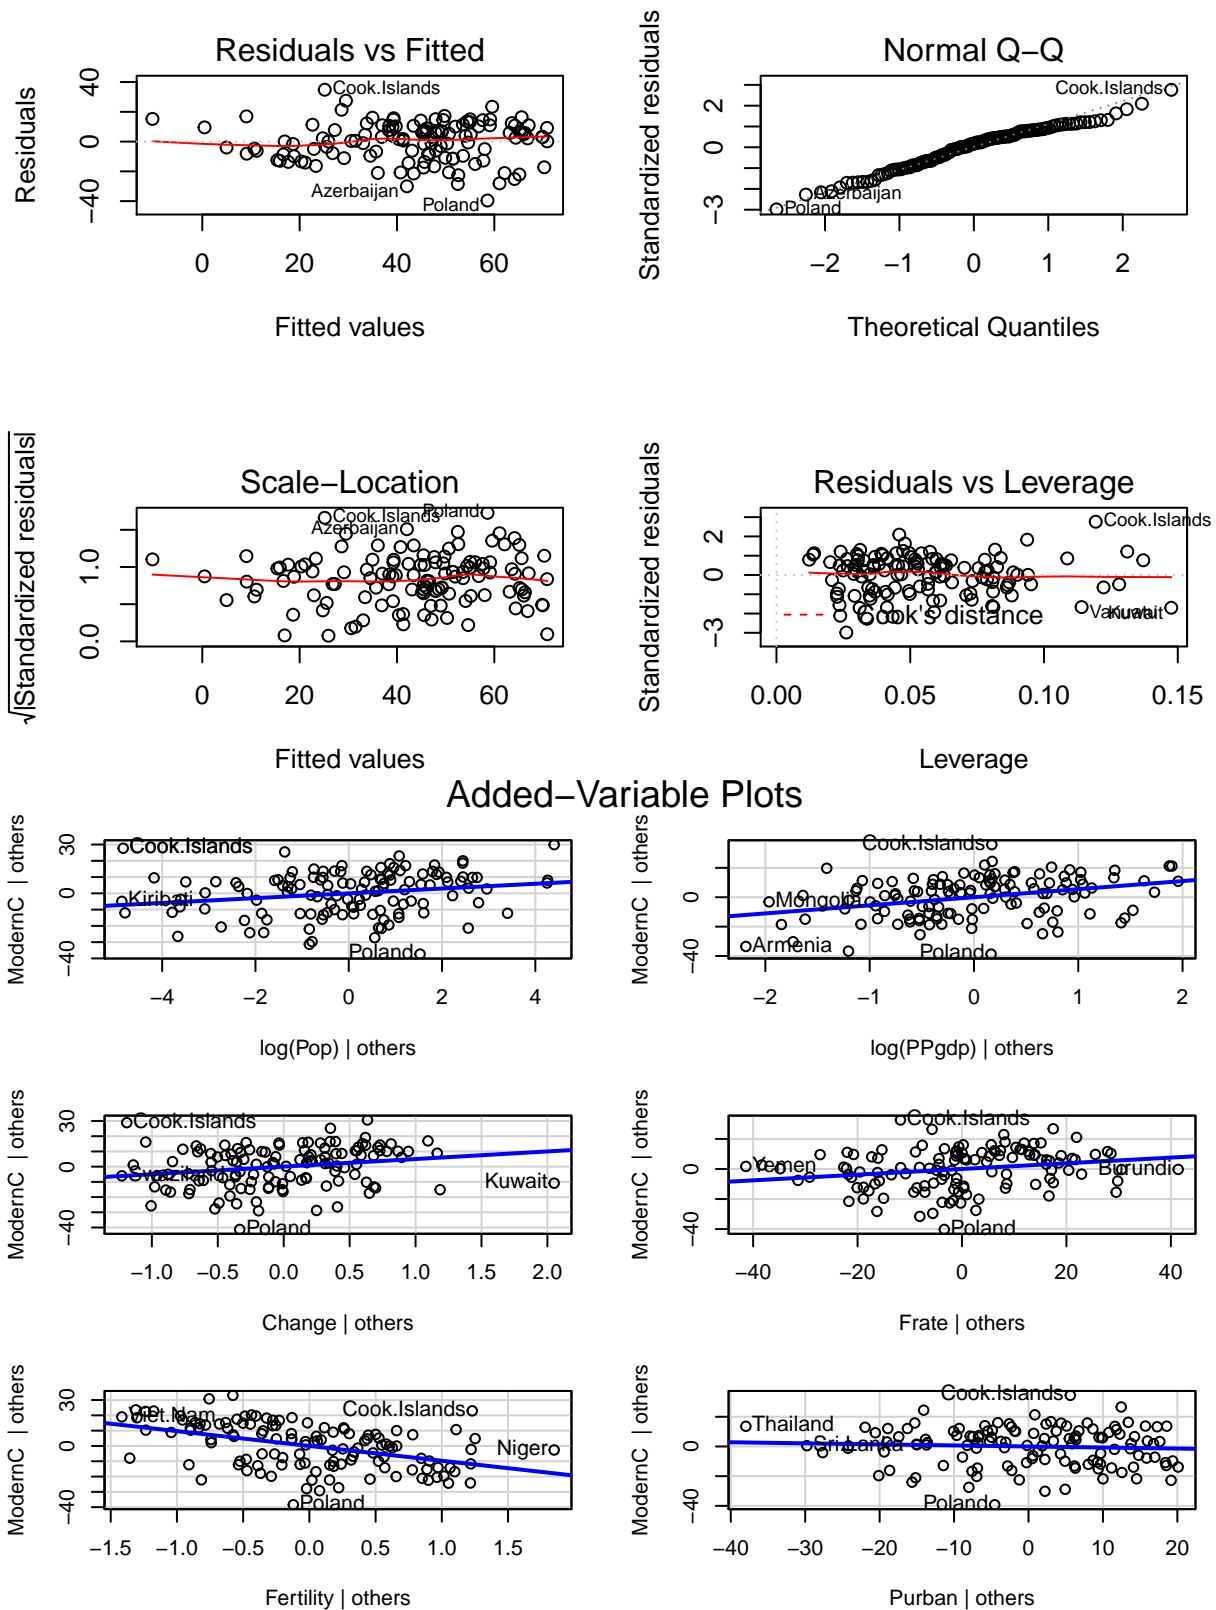 Residuals vs Fitted
Residuals
40
0
−40
Cook.Islands
Azerbaijan
Poland
0 20 40 60
Fitted values
Normal Q−Q
Standardized residuals
2
0
−3
Cook.Islands
Azerbaijan
Poland
−2 −1 0 1 2
Theoretical Quantiles
Scale−Location
√|Standardized residuals|
1.0
0.0
Poland
Cook.Islands
Azerbaijan
0 20 40 60
Fitted values
Residuals vs Leverage
Standardized residuals
2
0
−3
Cook.Islands
Vanuatu
Kuwait
Cook's distance
0.00 0.05 0.10 0.15
Leverage
Added−Variable Plots
ModernC | others
30
0
−40
Cook.Islands
Kiribati
Poland
−4 −2 0 2 4
log(Pop) | others
ModernC | others
0
−40
Cook.Islands
Mongolia
Armenia
Poland
−2 −1 0 1 2
log(PPgdp) | others
ModernC | others
30
0
−40
Cook.Islands
Swaziland
Kuwait
Poland
−1.0 −0.5 0.0 0.5 1.0 1.5 2.0
Change | others
ModernC | others
0
−40
Cook.Islands
Yemen
Burundi
Poland
−40 −20 0 20 40
Frate | others
ModernC | others
30
0
−40
Viet.Nam
Cook.Islands
Niger
Poland
−1.5 −1.0 −0.5 0.0 0.5 1.0 1.5
Fertility | others
ModernC | others
0
−40
Cook.Islands
Thailand
Sri.Lanka
Poland
−40 −30 −20 −10 0 10 20
Purban | others